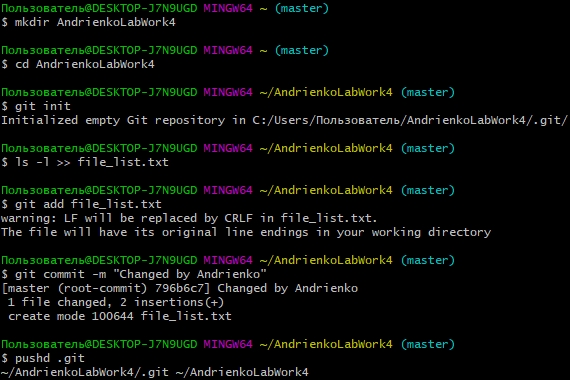 Пользователь@DESKTOP-J7N9UGD MINGW64 ~ (master)
$ mkdir AndrienkoLabWork4
Пользователь@DESKTOP-J7N9UGD MINGW64 ~ (master)
$ cd AndrienkoLabWork4
Пользователь@DESKTOP-J7N9UGD MINGW64 ~/AndrienkoLabWork4 (master)
$ git init
Initialized empty Git repository in C:/Users/Пользователь/AndrienkoLabWork4/.git/
Пользователь@DESKTOP-J7N9UGD MINGW64 ~/AndrienkoLabWork4 (master)
$ ls -l >> file_list.txt
Пользователь@DESKTOP-J7N9UGD MINGW64 ~/AndrienkoLabWork4 (master)
$ git add file_list.txt
warning: LF will be replaced by CRLF in file_list.txt.
The file will have its original line endings in your working directory
Пользователь@DESKTOP-J7N9UGD MINGW64 ~/AndrienkoLabWork4 (master)
$ git commit -m "Changed by Andrienko"
[master (root-commit) 796b6c7] Changed by Andrienko
 1 file changed, 2 insertions(+)
 create mode 100644 file_list.txt
Пользователь@DESKTOP-J7N9UGD MINGW64 ~/AndrienkoLabWork4 (master)
$ pushd .git
~/AndrienkoLabWork4/.git ~/AndrienkoLabWork4